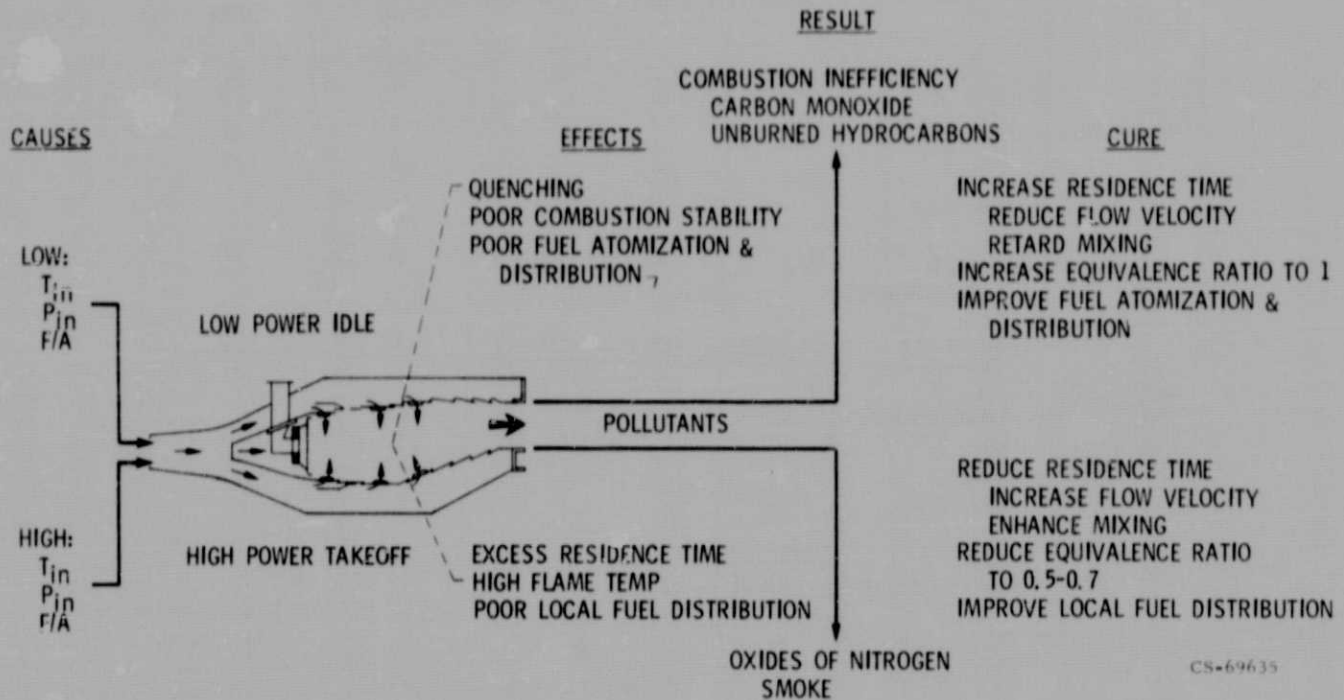 RESULT
COMBUSTION INEFFICIENCY
CARBON MONOXIDE
UNBURNED HYDROCARBONS
CAUSES
EFFECTS
CURE
QUENCHING
POOR COMBUSTION STABILITY
POOR FUEL ATOMIZATION &
DISTRIBUTION
INCREASE RESIDENCE TIME
REDUCE FLOW VELOCITY
RETARD MIXING
INCREASE EQUIVALENCE RATIO TO 1
IMPROVE FUEL ATOMIZATION &
DISTRIBUTION
LOW:
Tin
Pin
F/A
LOW POWER IDLE
POLLUTANTS
HIGH:
Tin
Pin
F/A
HIGH POWER TAKEOFF
EXCESS RESIDENCE TIME
HIGH FLAME TEMP
POOR LOCAL FUEL DISTRIBUTION
REDUCE RESIDENCE TIME
INCREASE FLOW VELOCITY
ENHANCE MIXING
REDUCE EQUIVALENCE RATIO
TO 0.5-0.7
IMPROVE LOCAL FUEL DISTRIBUTION
OXIDES OF NITROGEN
SMOKE
CS-69635